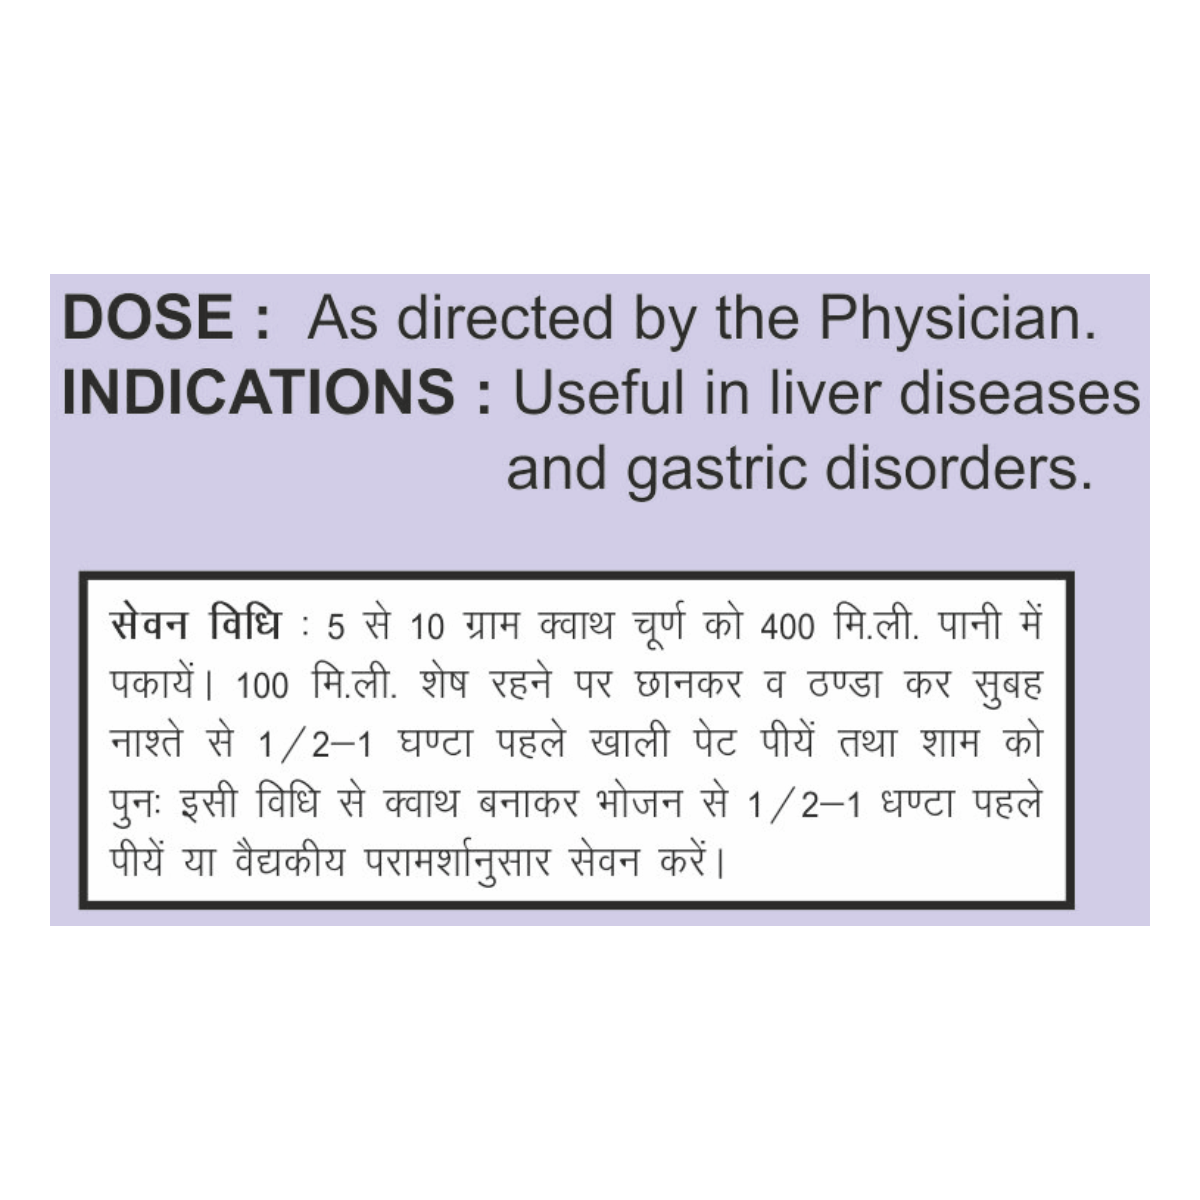 DOSE : As directed by the Physician.
INDICATIONS : Useful in liver diseases
and gastric disorders.
सेवन विधि : 5 से 10 ग्राम क्वाथ चूर्ण को 400 मि.ली. पानी में
पकायें। 100 मि.ली. शेष रहने पर छानकर व ठण्डा कर सुबह
नाश्ते से 1/2–1 घण्टा पहले खाली पेट पीयें तथा शाम को
पुनः इसी विधि से क्वाथ बनाकर भोजन से 1/2–1 धण्टा पहले
पीयें या वैद्यकीय परामर्शानुसार सेवन करें।